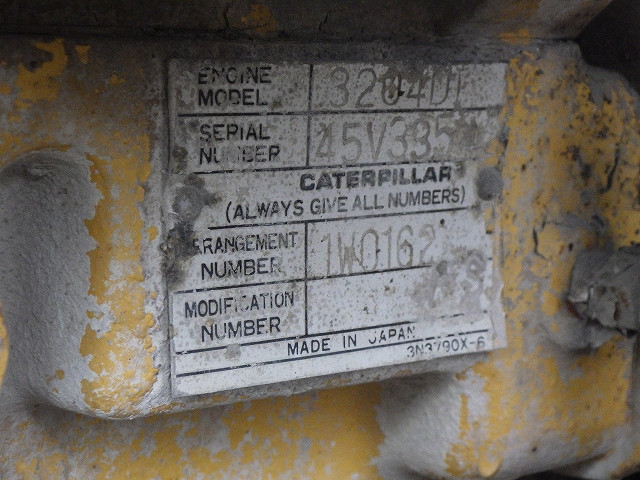 ENGINE MODEL 3204DI
SERIAL NUMBER
CATERPILLAR
(ALWAYS GIVE ALL NUMBERS)
ARRANGEMENT NUMBER 1W0162
MODIFICATION NUMBER
MADE IN JAPAN
3N3790X-6